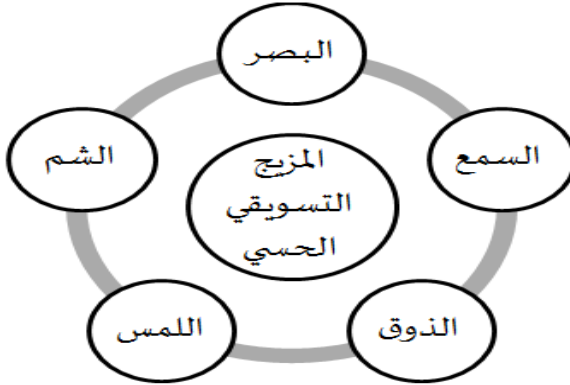 البصر
السمع
الشم
المزيج
التسويقي
الحسي
الذوق
اللمس